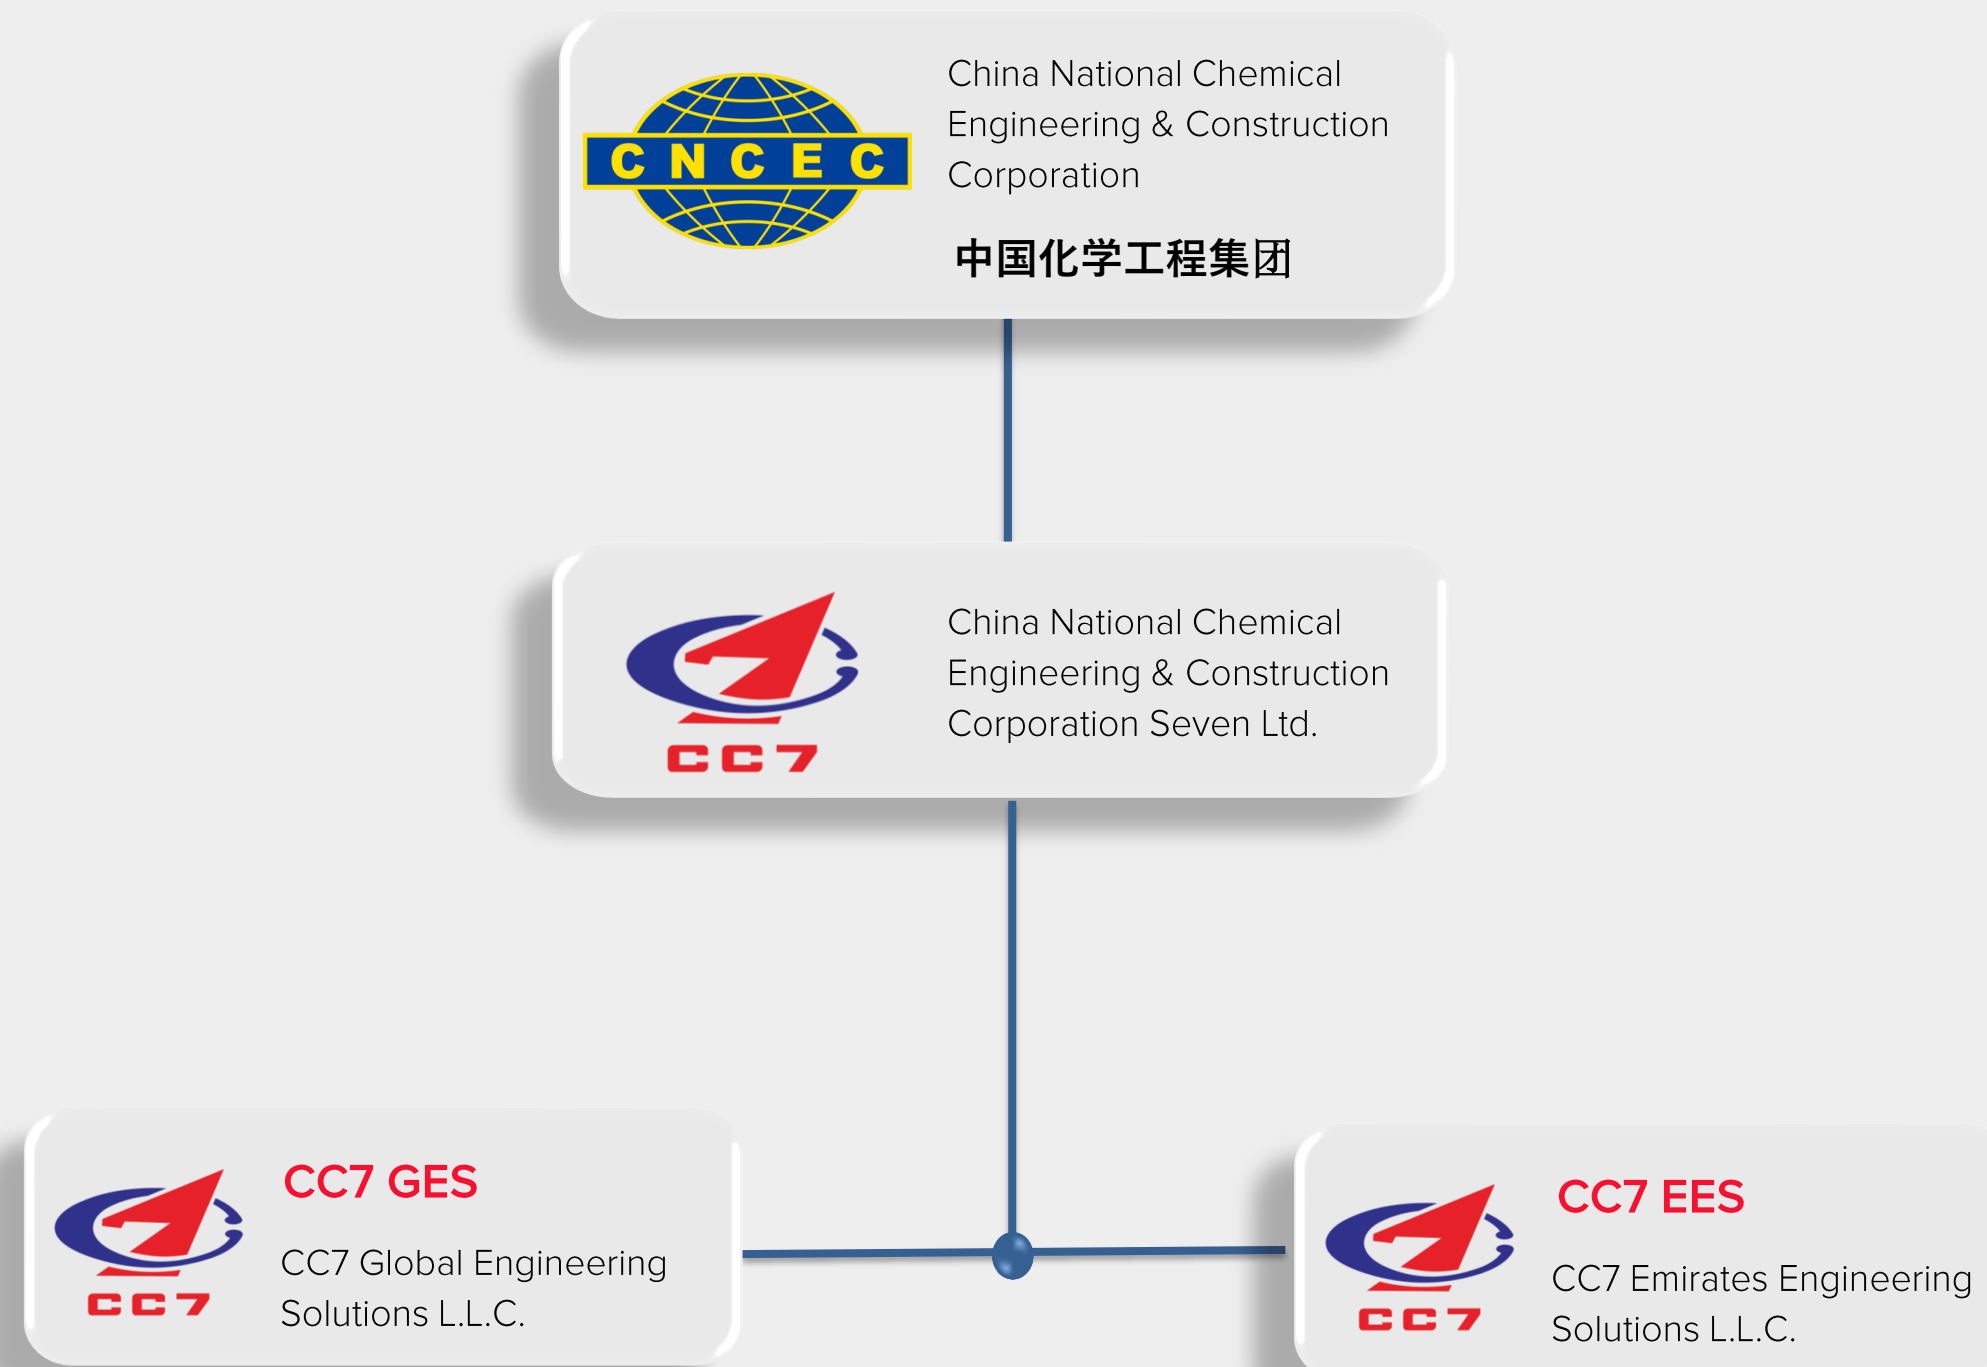 CNCEC
China National Chemical
Engineering & Construction
Corporation
中国化学工程集团
CC7
China National Chemical
Engineering & Construction
Corporation Seven Ltd.
CC7
CC7 GES
CC7 Global Engineering
Solutions L.L.C.
CC7
CC7 EES
CC7 Emirates Engineering
Solutions L.L.C.